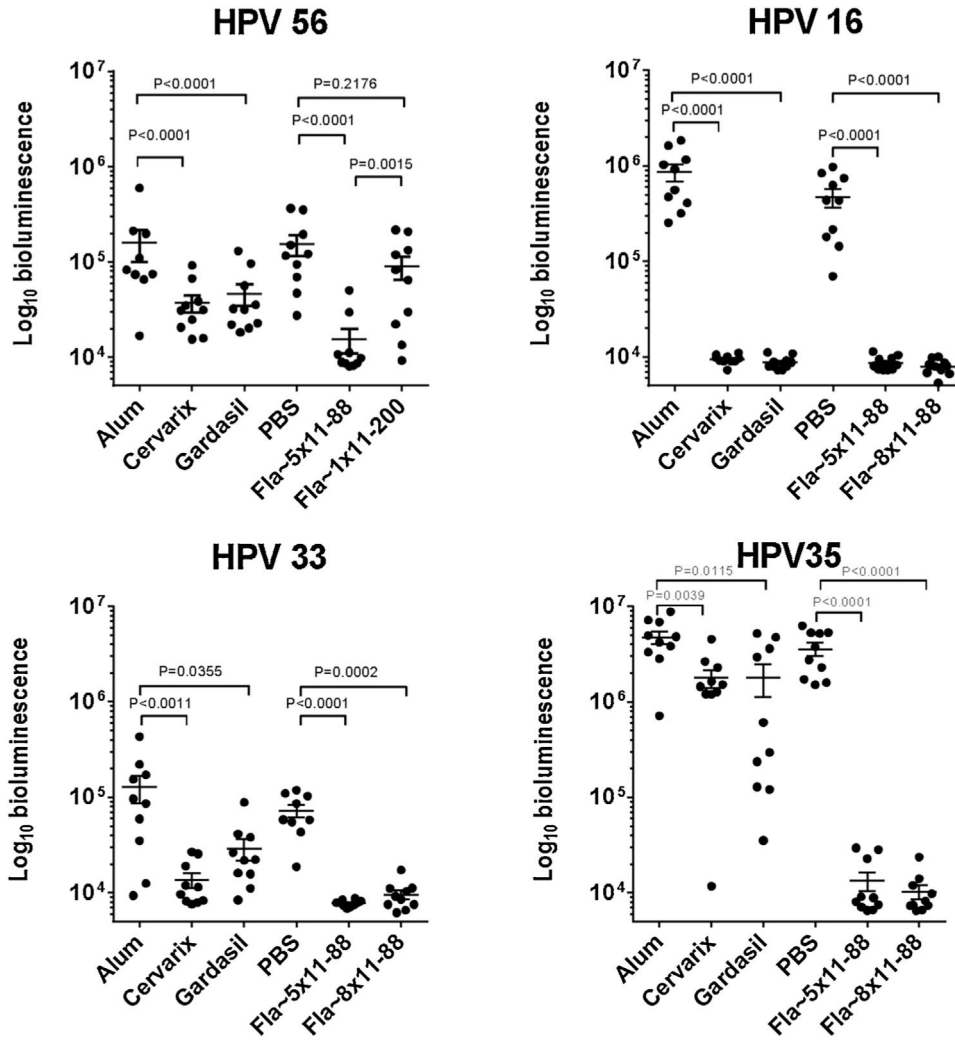 HPV 56
Log10 bioluminescence
10^7
10^6
10^5
10^4
P<0.0001
P=0.2176
P<0.0001
P<0.0001
P=0.0015
Alum
Cervarix
Gardasil
PBS
Fla~5x11-88
Fla~1x11-200
HPV 16
Log10 bioluminescence
10^7
10^6
10^5
10^4
P<0.0001
P<0.0001
P<0.0001
P<0.0001
Alum
Cervarix
Gardasil
PBS
Fla~5x11-88
Fla~8x11-88
HPV 33
Log10 bioluminescence
10^7
10^6
10^5
10^4
P=0.0355
P=0.0002
P<0.0011
P<0.0001
Alum
Cervarix
Gardasil
PBS
Fla~5x11-88
Fla~8x11-88
HPV35
Log10 bioluminescence
10^7
10^6
10^5
10^4
P=0.0115
P<0.0001
P=0.0039
P<0.0001
Alum
Cervarix
Gardasil
PBS
Fla~5x11-88
Fla~8x11-88